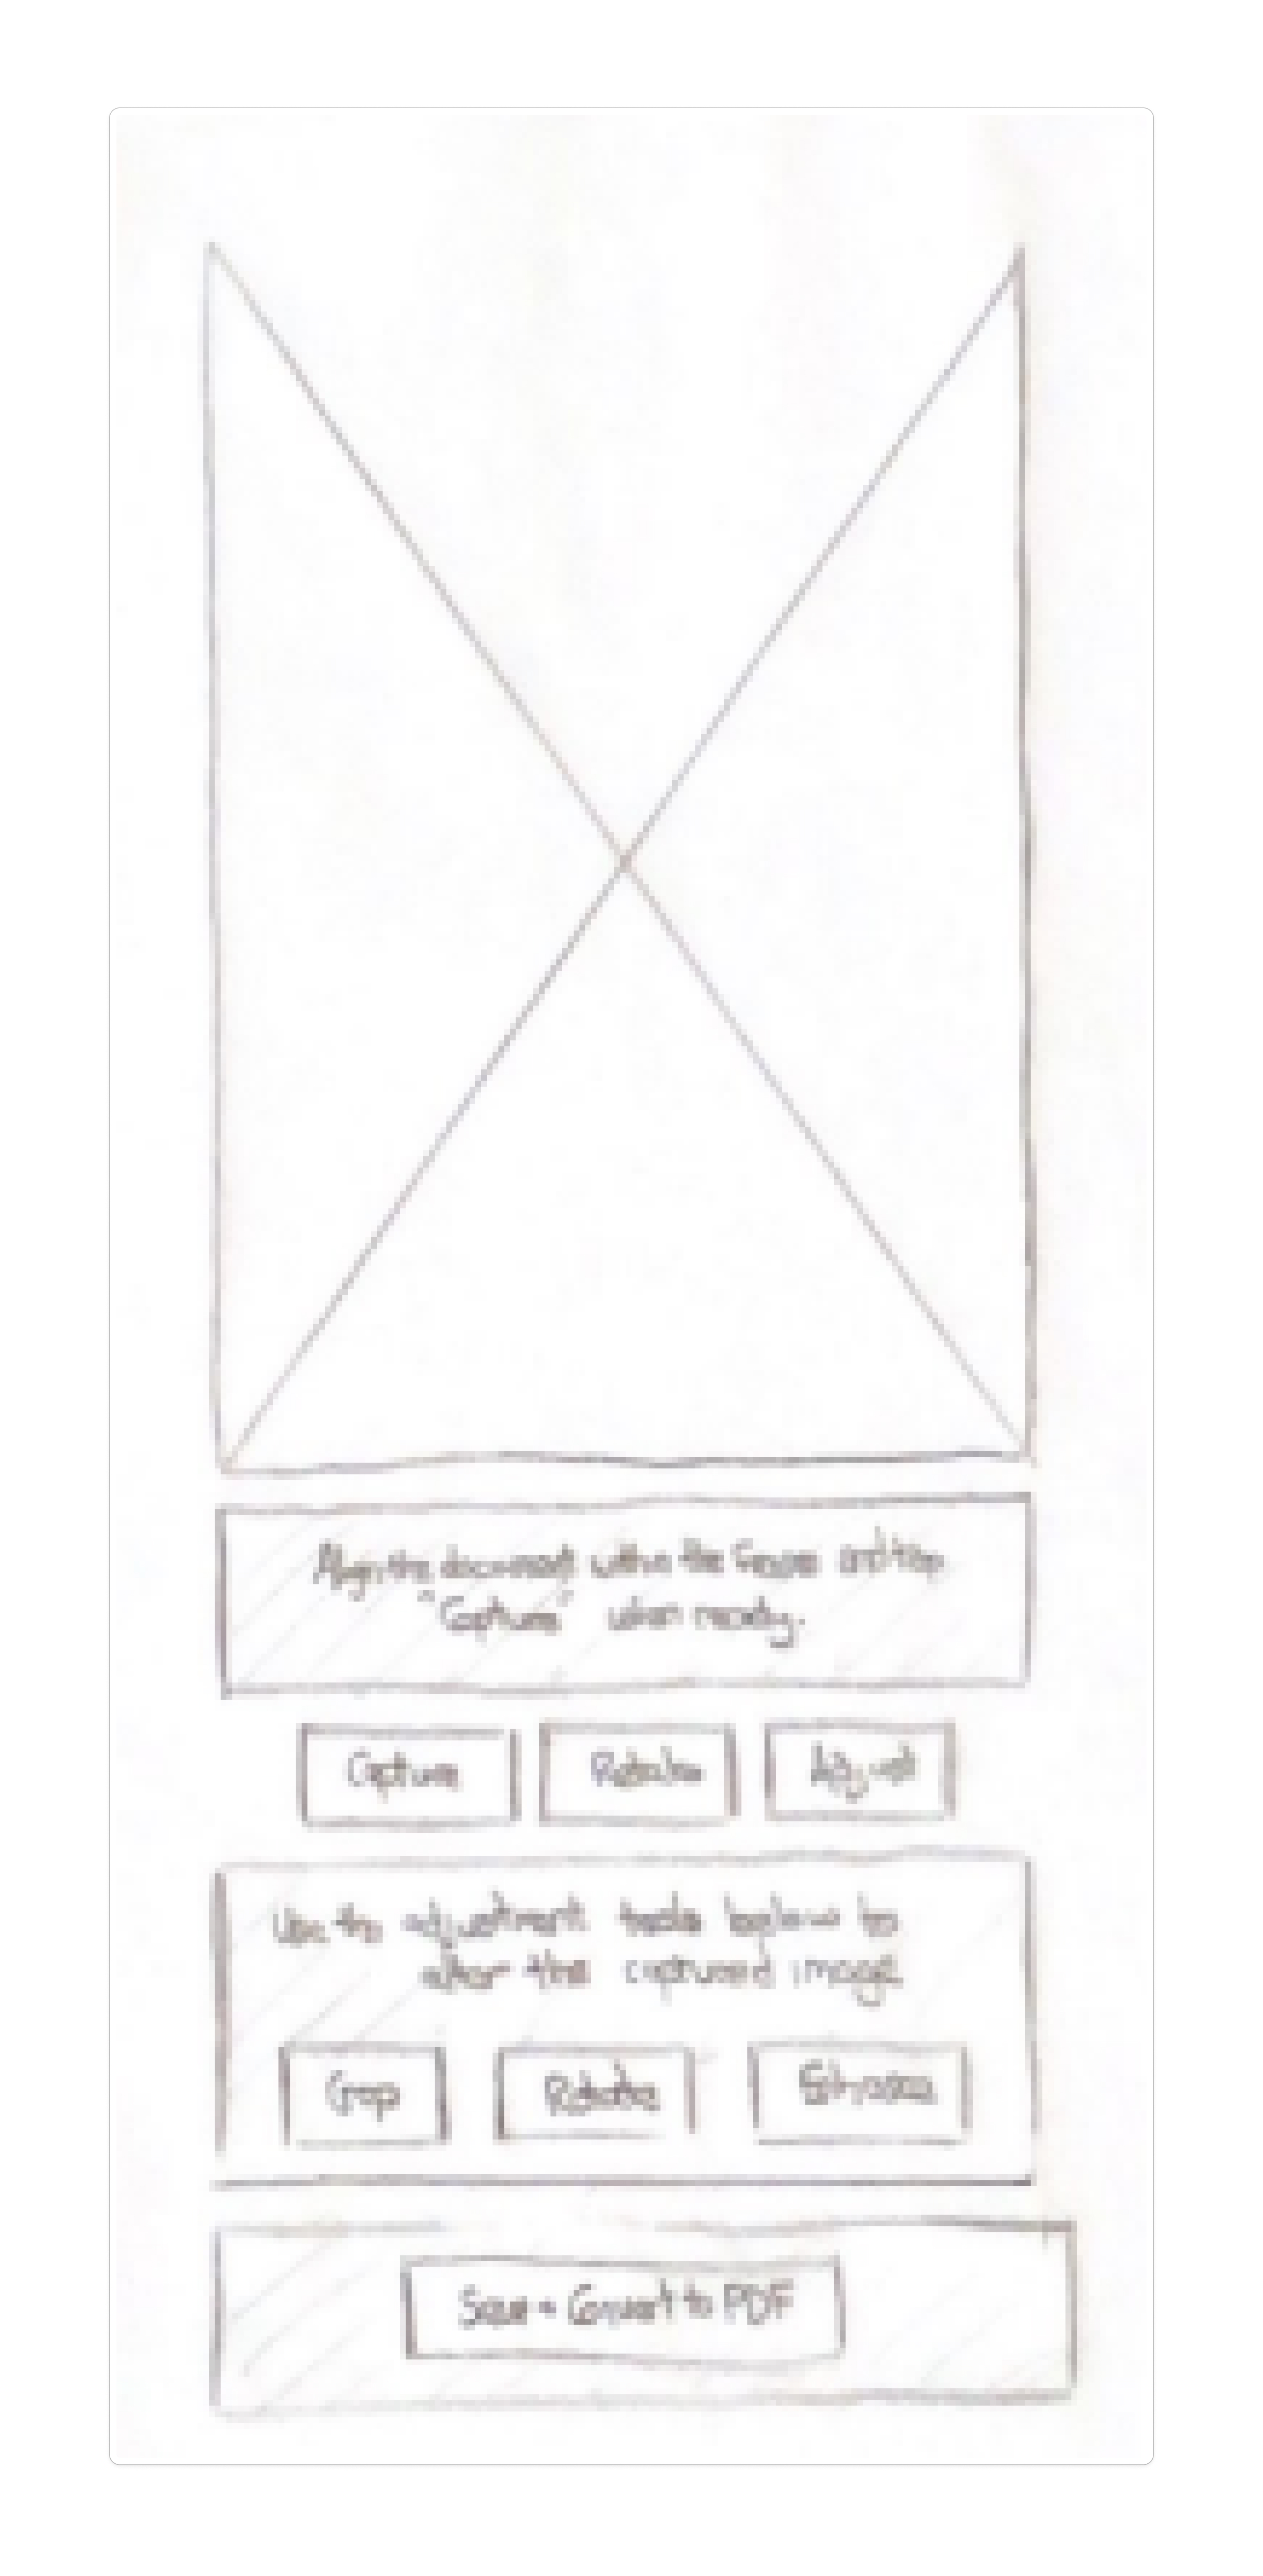 Align the document within the frame and tap
"Capture" when ready.
Capture
Retake
Adjust
Use the adjustment tools below to
alter the captured image
Crop
Rotate
Enhance
Save + Convert to PDF